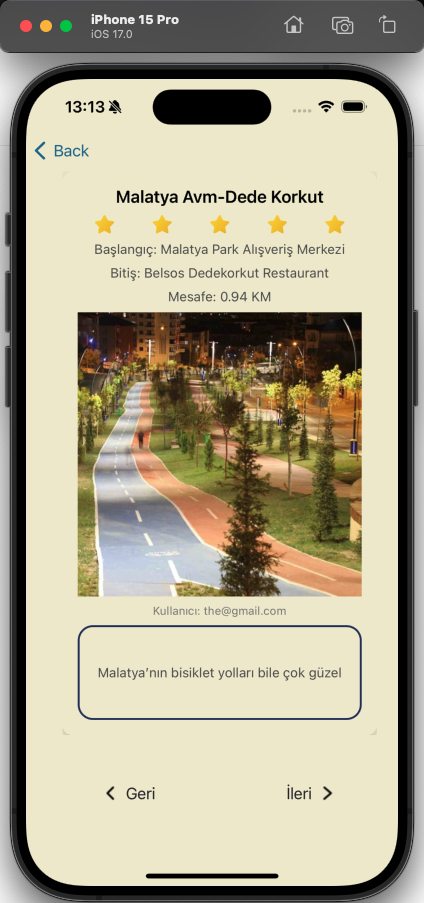 iPhone 15 Pro
iOS 17.0
13:13
Back
Malatya Avm-Dede Korkut
Başlangıç: Malatya Park Alışveriş Merkezi
Bitiş: Belsos Dedekorkut Restaurant
Mesafe: 0.94 KM
Kullanıcı: the@gmail.com
Malatya’nın bisiklet yolları bile çok güzel
Geri
İleri